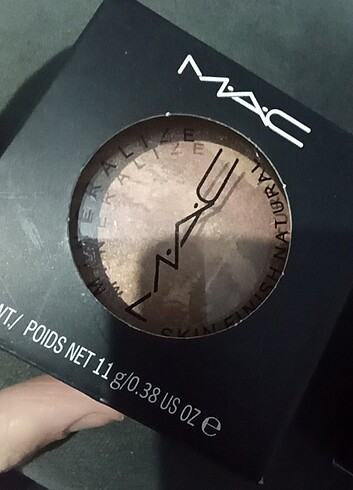 M·A·C
MINERALIZE
MINERALIZE
M·A·C
SKIN FINISH NATURAL
WT./ POIDS NET 11 g/0.38 US OZ ℮